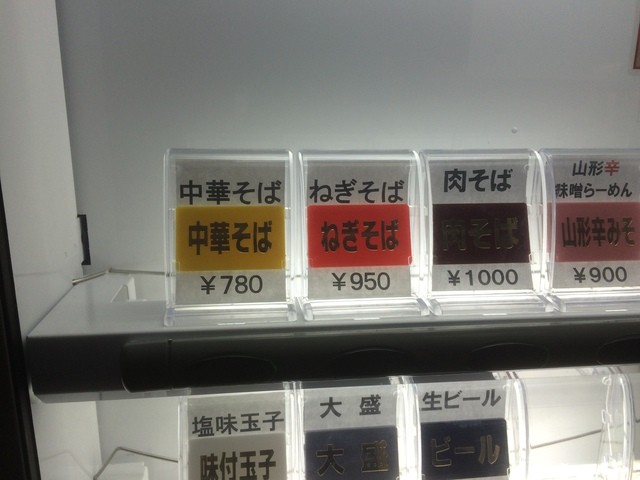 中華そば
中華そば
¥780
ねぎそば
ねぎそば
¥950
肉そば
肉そば
¥1000
山形辛
味噌らーめん
山形辛みそ
¥900
塩味玉子
味付玉子
大盛
大盛
生ビール
ビール